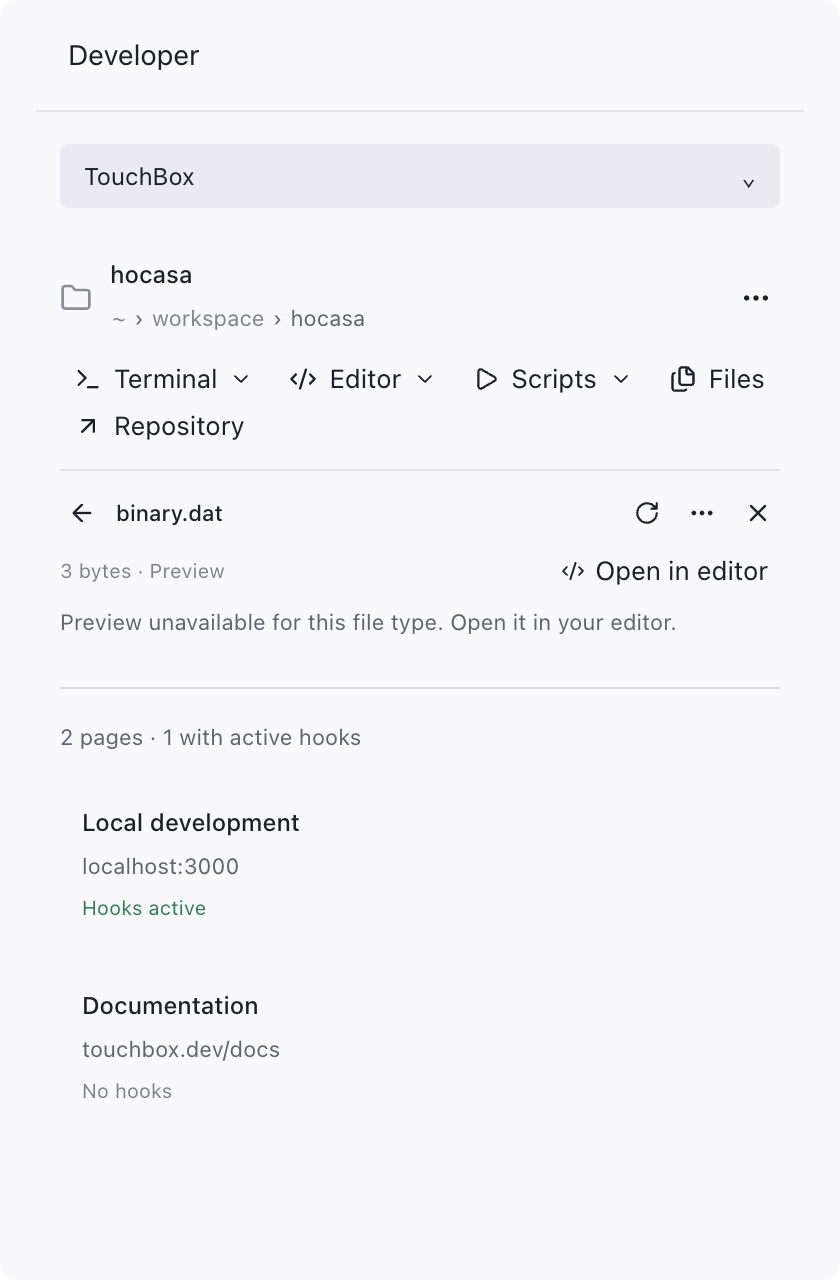 Developer
TouchBox
hocasa
~ › workspace › hocasa
Terminal Editor Scripts Files
Repository
binary.dat
3 bytes · Preview Open in editor
Preview unavailable for this file type. Open it in your editor.
2 pages · 1 with active hooks
Local development
localhost:3000
Hooks active
Documentation
touchbox.dev/docs
No hooks